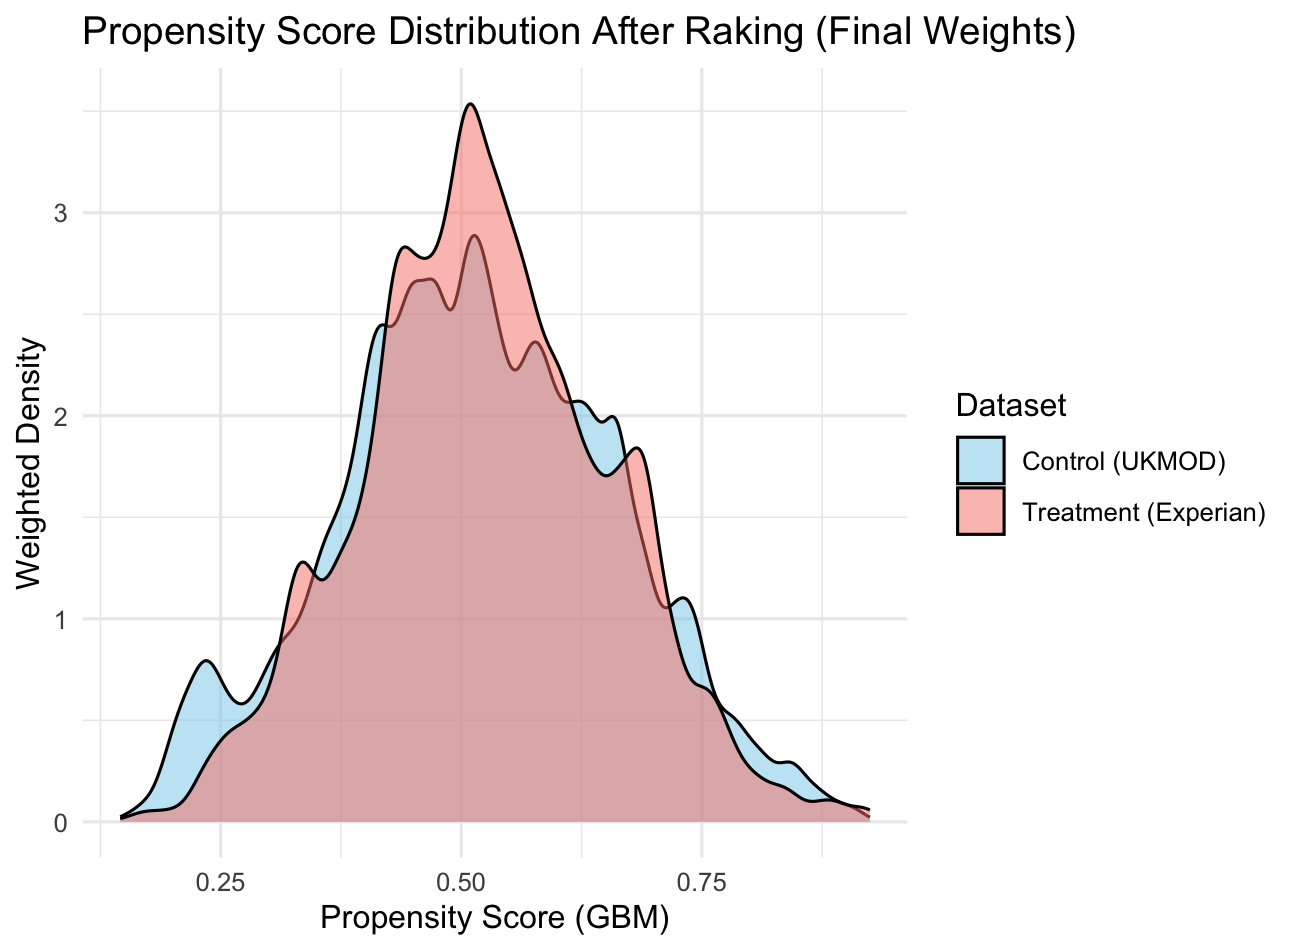 Propensity Score Distribution After Raking (Final Weights)
Weighted Density
3
2
1
0
0.25 0.50 0.75
Propensity Score (GBM)
Dataset
Control (UKMOD)
Treatment (Experian)